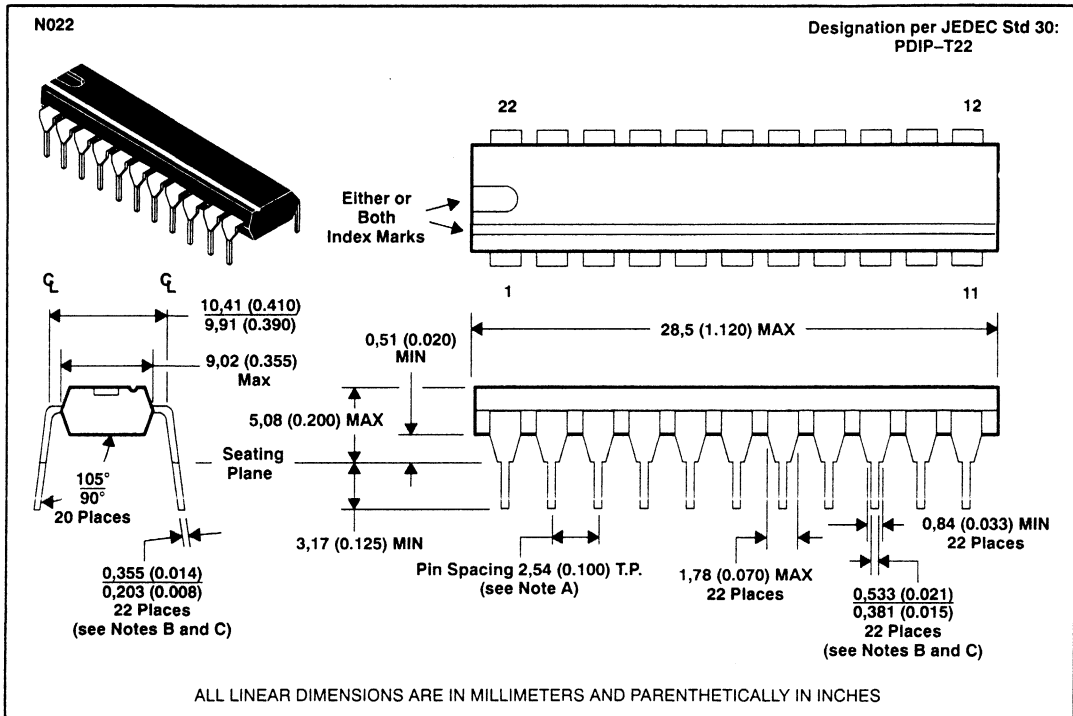 N022
Designation per JEDEC Std 30:
PDIP–T22
22
12
Either or
Both
Index Marks
1
11
℄
℄
10,41 (0.410)
9,91 (0.390)
9,02 (0.355)
Max
0,51 (0.020)
MIN
28,5 (1.120) MAX
5,08 (0.200) MAX
Seating
Plane
105°
90°
20 Places
3,17 (0.125) MIN
0,355 (0.014)
0,203 (0.008)
22 Places
(see Notes B and C)
Pin Spacing 2,54 (0.100) T.P.
(see Note A)
1,78 (0.070) MAX
22 Places
0,84 (0.033) MIN
22 Places
0,533 (0.021)
0,381 (0.015)
22 Places
(see Notes B and C)
ALL LINEAR DIMENSIONS ARE IN MILLIMETERS AND PARENTHETICALLY IN INCHES